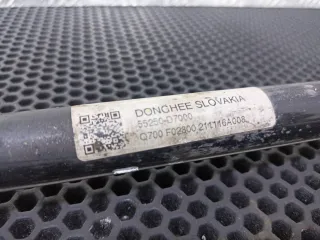 DONGHEE SLOVAKIA
55250-D7000
Q700 F02800 211116A008